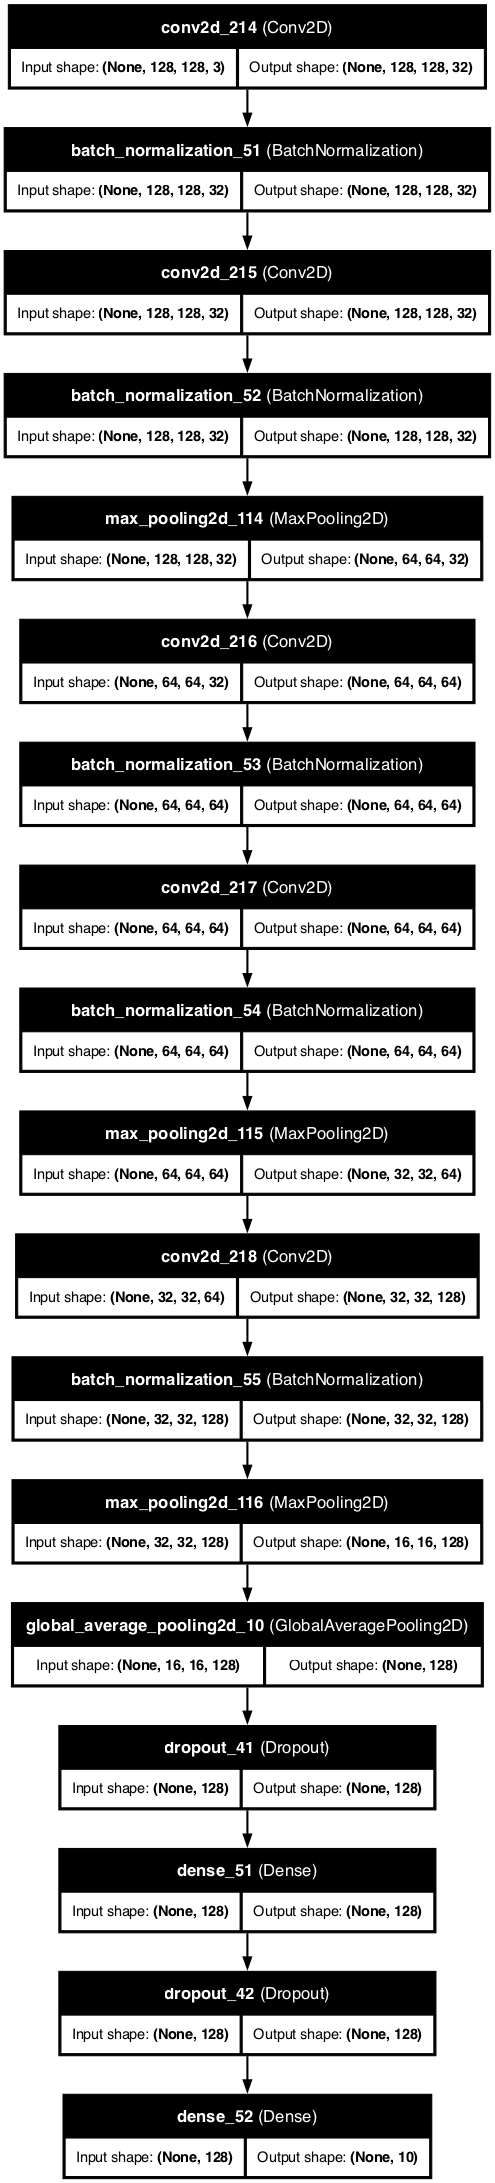 conv2d_214 (Conv2D)
Input shape: (None, 128, 128, 3) Output shape: (None, 128, 128, 32)
batch_normalization_51 (BatchNormalization)
Input shape: (None, 128, 128, 32) Output shape: (None, 128, 128, 32)
conv2d_215 (Conv2D)
Input shape: (None, 128, 128, 32) Output shape: (None, 128, 128, 32)
batch_normalization_52 (BatchNormalization)
Input shape: (None, 128, 128, 32) Output shape: (None, 128, 128, 32)
max_pooling2d_114 (MaxPooling2D)
Input shape: (None, 128, 128, 32) Output shape: (None, 64, 64, 32)
conv2d_216 (Conv2D)
Input shape: (None, 64, 64, 32) Output shape: (None, 64, 64, 64)
batch_normalization_53 (BatchNormalization)
Input shape: (None, 64, 64, 64) Output shape: (None, 64, 64, 64)
conv2d_217 (Conv2D)
Input shape: (None, 64, 64, 64) Output shape: (None, 64, 64, 64)
batch_normalization_54 (BatchNormalization)
Input shape: (None, 64, 64, 64) Output shape: (None, 64, 64, 64)
max_pooling2d_115 (MaxPooling2D)
Input shape: (None, 64, 64, 64) Output shape: (None, 32, 32, 64)
conv2d_218 (Conv2D)
Input shape: (None, 32, 32, 64) Output shape: (None, 32, 32, 128)
batch_normalization_55 (BatchNormalization)
Input shape: (None, 32, 32, 128) Output shape: (None, 32, 32, 128)
max_pooling2d_116 (MaxPooling2D)
Input shape: (None, 32, 32, 128) Output shape: (None, 16, 16, 128)
global_average_pooling2d_10 (GlobalAveragePooling2D)
Input shape: (None, 16, 16, 128) Output shape: (None, 128)
dropout_41 (Dropout)
Input shape: (None, 128) Output shape: (None, 128)
dense_51 (Dense)
Input shape: (None, 128) Output shape: (None, 128)
dropout_42 (Dropout)
Input shape: (None, 128) Output shape: (None, 128)
dense_52 (Dense)
Input shape: (None, 128) Output shape: (None, 10)